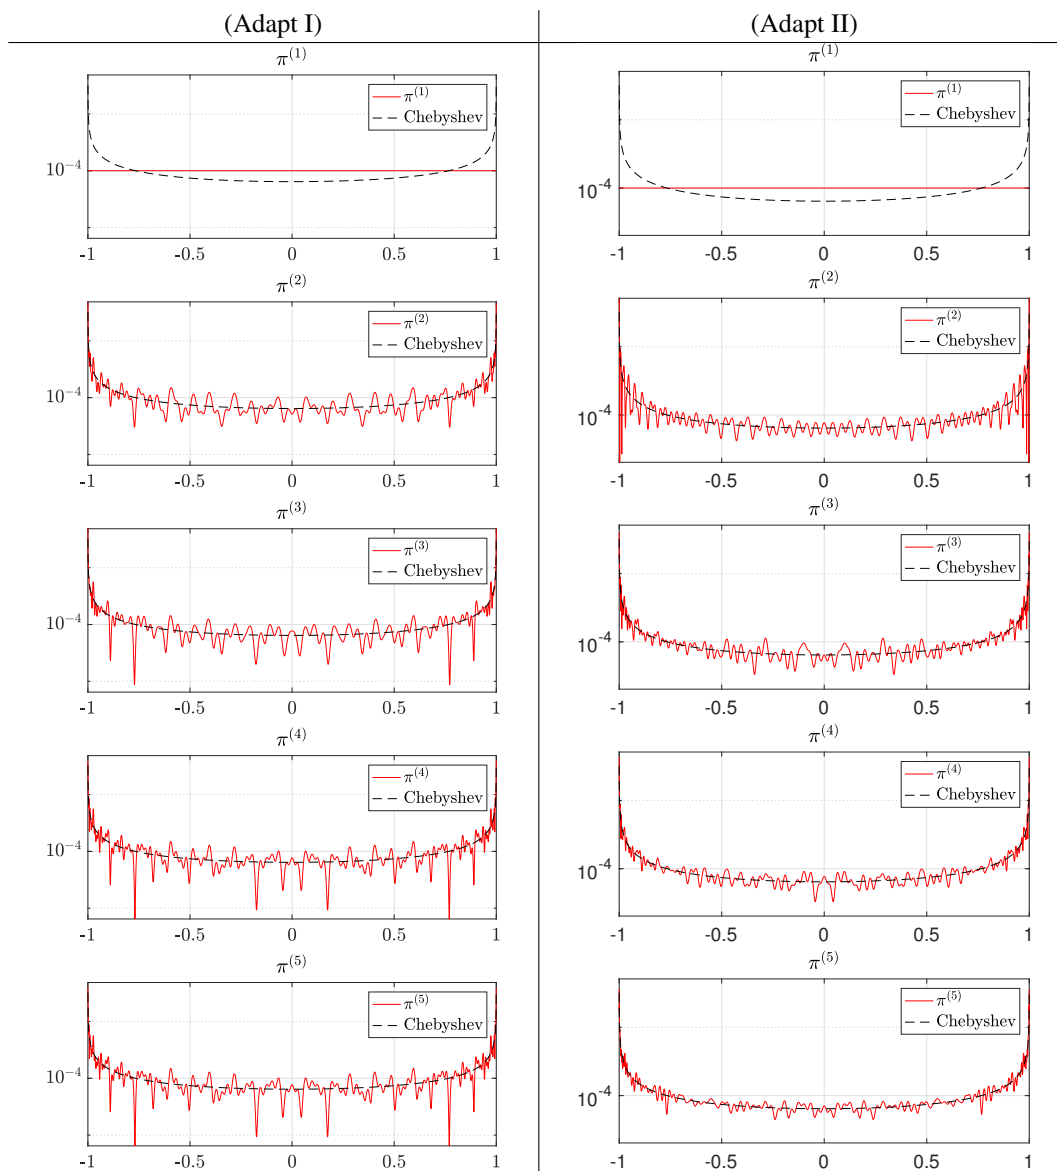 (Adapt I)
(Adapt II)
π^(1)
π^(1)
Chebyshev
10^-4
-1 -0.5 0 0.5 1
π^(1)
π^(1)
Chebyshev
10^-4
-1 -0.5 0 0.5 1
π^(2)
π^(2)
Chebyshev
10^-4
-1 -0.5 0 0.5 1
π^(2)
π^(2)
Chebyshev
10^-4
-1 -0.5 0 0.5 1
π^(3)
π^(3)
Chebyshev
10^-4
-1 -0.5 0 0.5 1
π^(3)
π^(3)
Chebyshev
10^-4
-1 -0.5 0 0.5 1
π^(4)
π^(4)
Chebyshev
10^-4
-1 -0.5 0 0.5 1
π^(4)
π^(4)
Chebyshev
10^-4
-1 -0.5 0 0.5 1
π^(5)
π^(5)
Chebyshev
10^-4
-1 -0.5 0 0.5 1
π^(5)
π^(5)
Chebyshev
10^-4
-1 -0.5 0 0.5 1